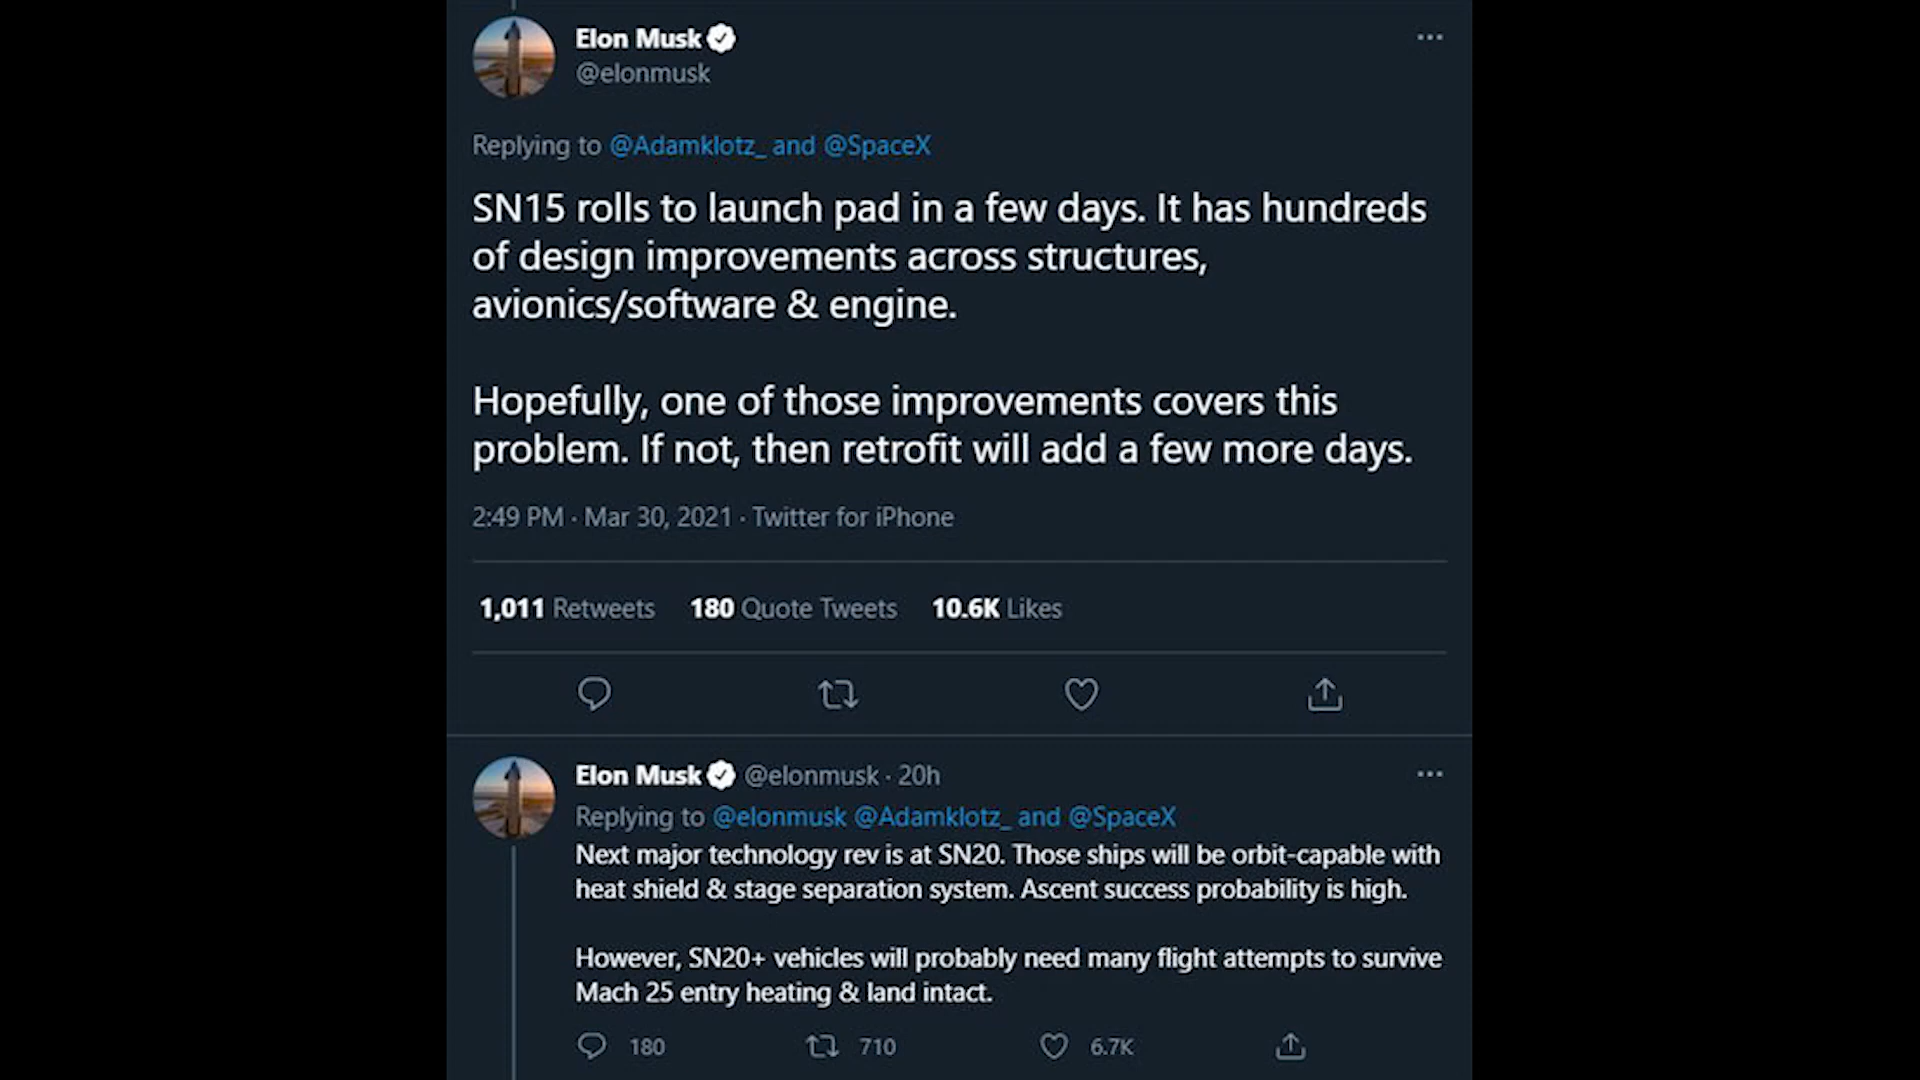 Elon Musk
@elonmusk
Replying to @Adamklotz_ and @SpaceX
SN15 rolls to launch pad in a few days. It has hundreds
of design improvements across structures,
avionics/software & engine.
Hopefully, one of those improvements covers this
problem. If not, then retrofit will add a few more days.
2:49 PM · Mar 30, 2021 · Twitter for iPhone
1,011 Retweets 180 Quote Tweets 10.6K Likes
Elon Musk @elonmusk · 20h
Replying to @elonmusk @Adamklotz_ and @SpaceX
Next major technology rev is at SN20. Those ships will be orbit-capable with
heat shield & stage separation system. Ascent success probability is high.
However, SN20+ vehicles will probably need many flight attempts to survive
Mach 25 entry heating & land intact.
180 710 6.7K